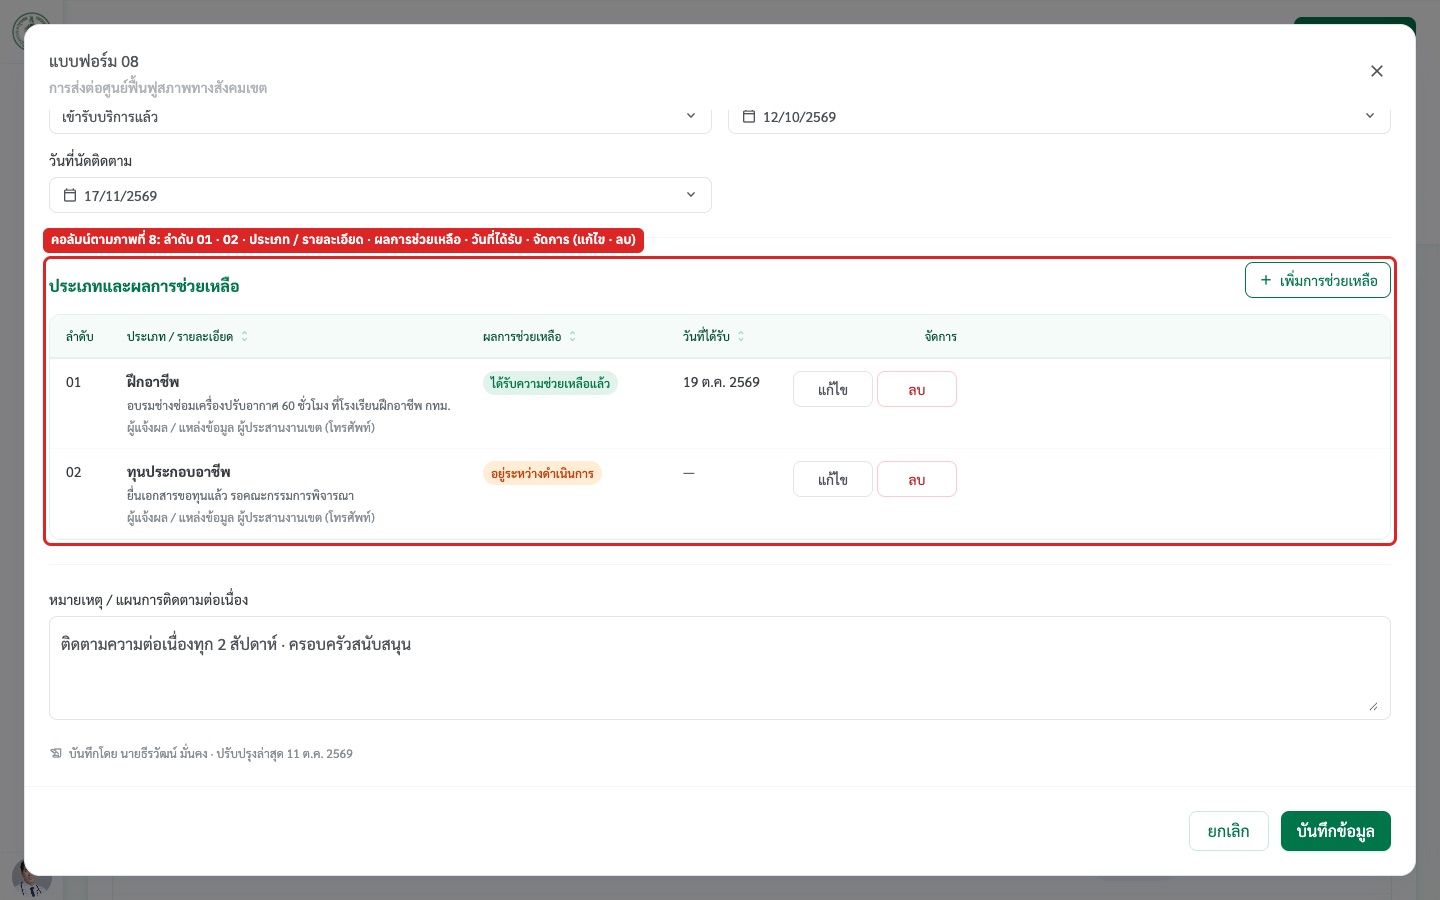 แบบฟอร์ม 08
การส่งต่อศูนย์ฟื้นฟูสภาพทางสังคมเขต
เข้ารับบริการแล้ว
12/10/2569
วันที่นัดติดตาม
17/11/2569
คอลัมน์ตามภาพที่ 8: ลำดับ 01 · 02 · ประเภท / รายละเอียด · ผลการช่วยเหลือ · วันที่ได้รับ · จัดการ (แก้ไข · ลบ)
ประเภทและผลการช่วยเหลือ
+ เพิ่มการช่วยเหลือ
ลำดับ ประเภท / รายละเอียด ผลการช่วยเหลือ วันที่ได้รับ จัดการ
01 ฝึกอาชีพ ได้รับความช่วยเหลือแล้ว 19 ต.ค. 2569 แก้ไข ลบ
อบรมช่างซ่อมเครื่องปรับอากาศ 60 ชั่วโมง ที่โรงเรียนฝึกอาชีพ กทม.
ผู้แจ้งผล / แหล่งข้อมูล ผู้ประสานงานเขต (โทรศัพท์)
02 ทุนประกอบอาชีพ อยู่ระหว่างดำเนินการ — แก้ไข ลบ
ยื่นเอกสารขอทุนแล้ว รอคณะกรรมการพิจารณา
ผู้แจ้งผล / แหล่งข้อมูล ผู้ประสานงานเขต (โทรศัพท์)
หมายเหตุ / แผนการติดตามต่อเนื่อง
ติดตามความต่อเนื่องทุก 2 สัปดาห์ · ครอบครัวสนับสนุน
บันทึกโดย นายธีรวัฒน์ มั่นคง · ปรับปรุงล่าสุด 11 ต.ค. 2569
ยกเลิก บันทึกข้อมูล